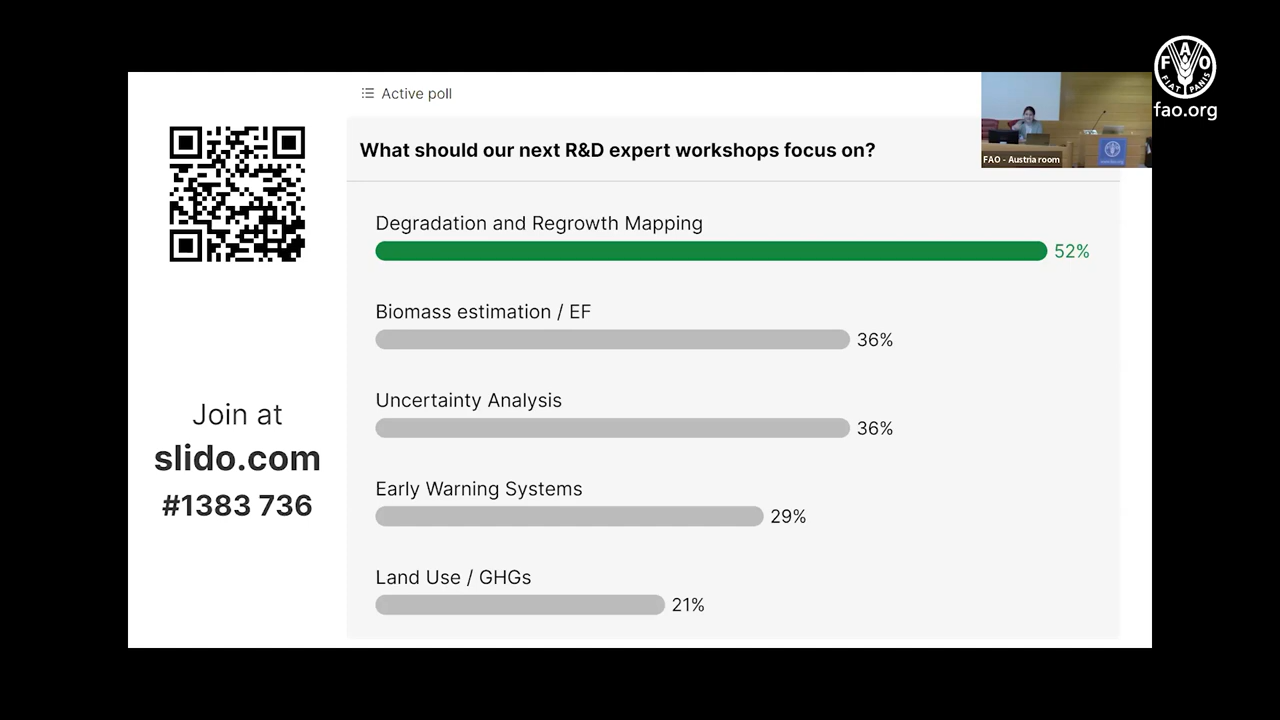 Active poll
What should our next R&D expert workshops focus on?
Degradation and Regrowth Mapping
52%
Biomass estimation / EF
36%
Uncertainty Analysis
36%
Early Warning Systems
29%
Land Use / GHGs
21%
Join at
slido.com
#1383 736
FAO - Austria room
F A O
FIAT PANIS
fao.org